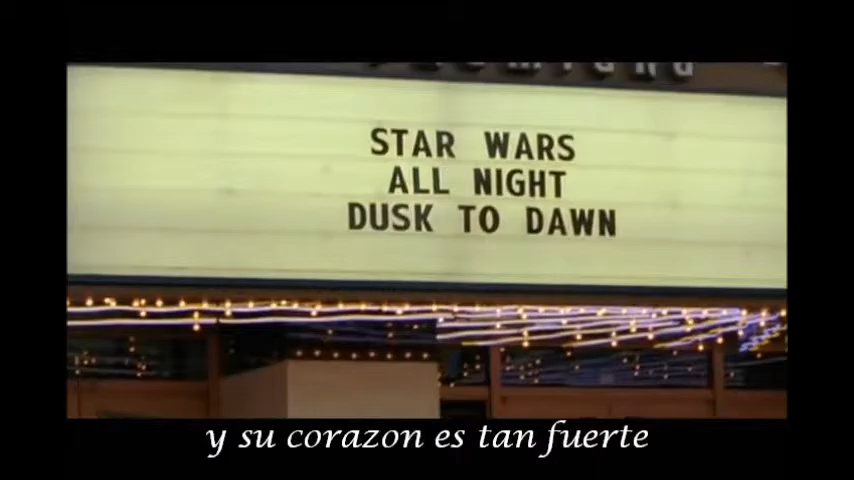 STAR WARS
ALL NIGHT
DUSK TO DAWN
y su corazon es tan fuerte